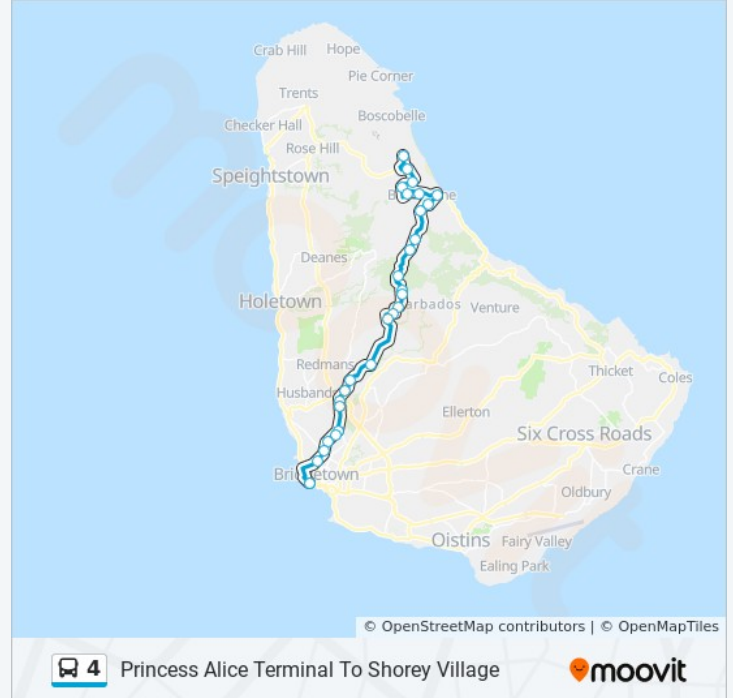 Crab Hill
Hope
Pie Corner
Trents
Boscobelle
Checker Hall
Rose Hill
Speightstown
Deanes
Holetown
Venture
Redmans
Thicket
Coles
Ellerton
Six Cross Roads
Crane
Oldbury
Oistins
Fairy Valley
Ealing Park
© OpenStreetMap contributors | © OpenMapTiles
4 Princess Alice Terminal To Shorey Village
moovit